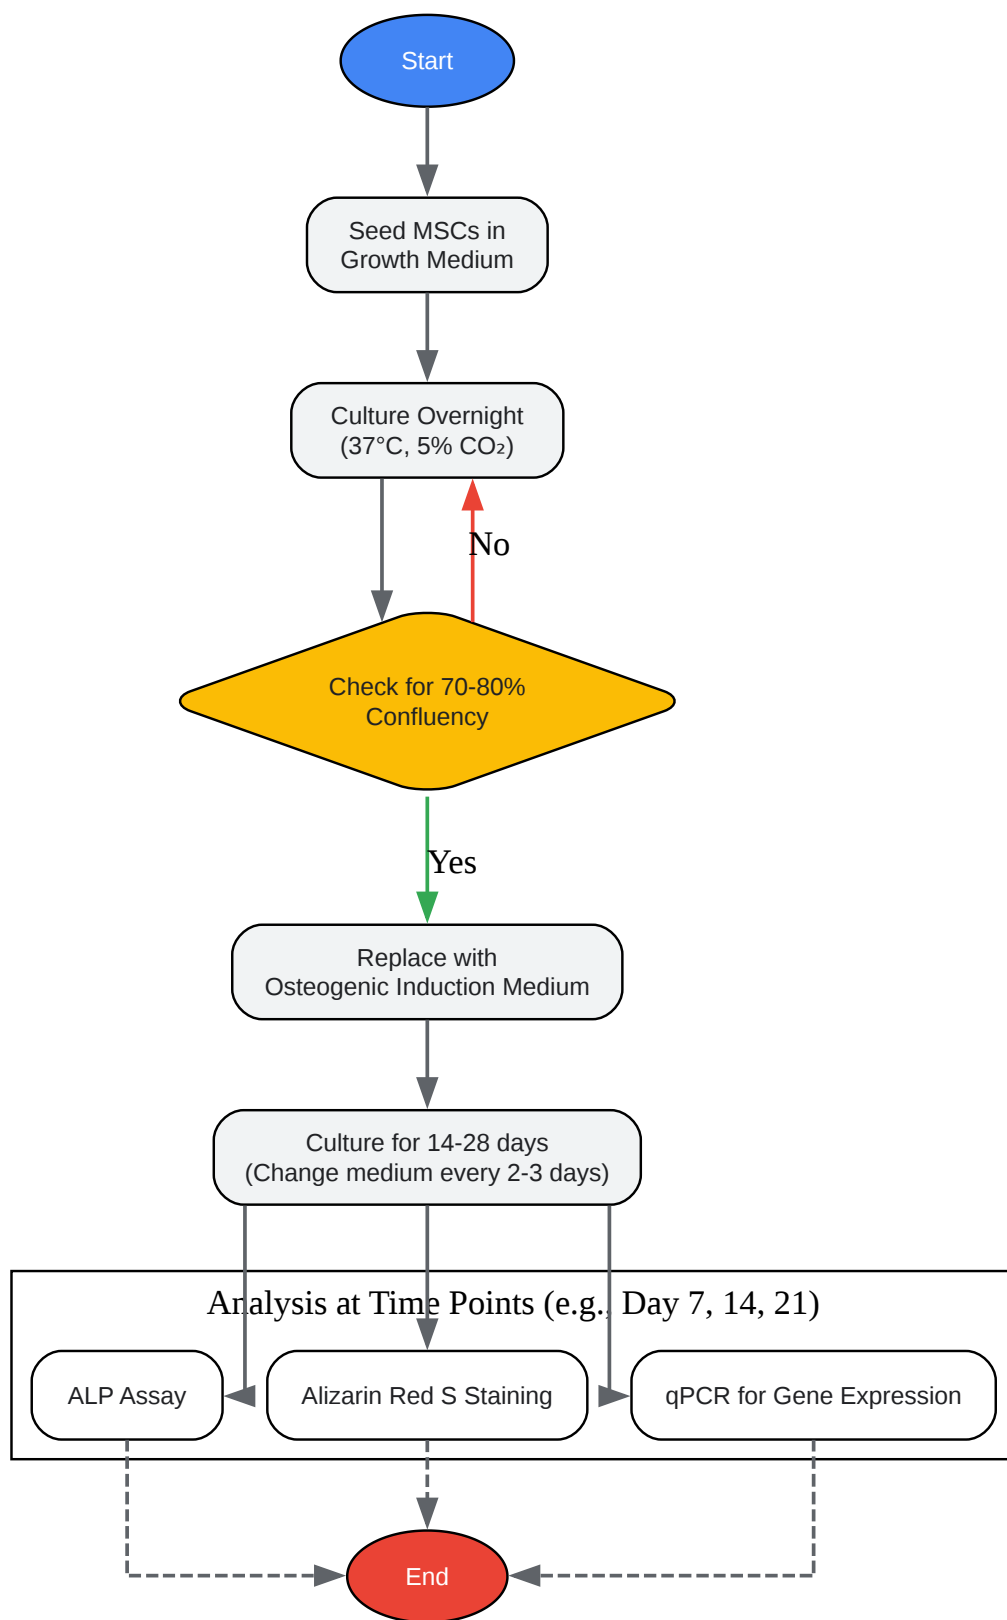 Start
Seed MSCs in
Growth Medium
Culture Overnight
(37°C, 5% CO₂)
No
Check for 70-80%
Confluency
Yes
Replace with
Osteogenic Induction Medium
Culture for 14-28 days
(Change medium every 2-3 days)
Analysis at Time Points (e.g., Day 7, 14, 21)
ALP Assay
Alizarin Red S Staining
qPCR for Gene Expression
End